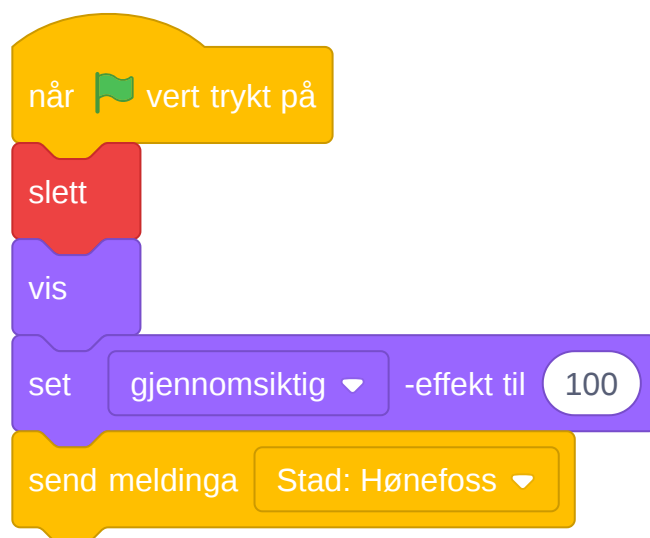 når vert trykt på
slett
vis
set gjennomsiktig -effekt til 100
send meldinga Stad: Hønefoss